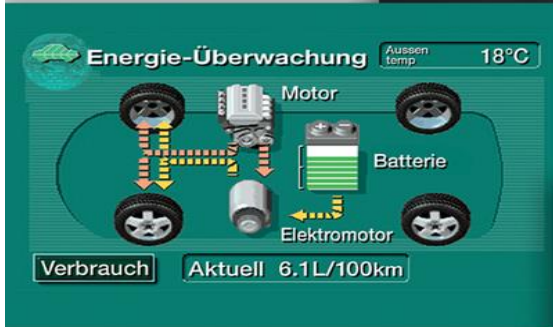 Energie-Überwachung
Aussen temp 18°C
Motor
Batterie
Elektromotor
Verbrauch
Aktuell 6.1L/100km